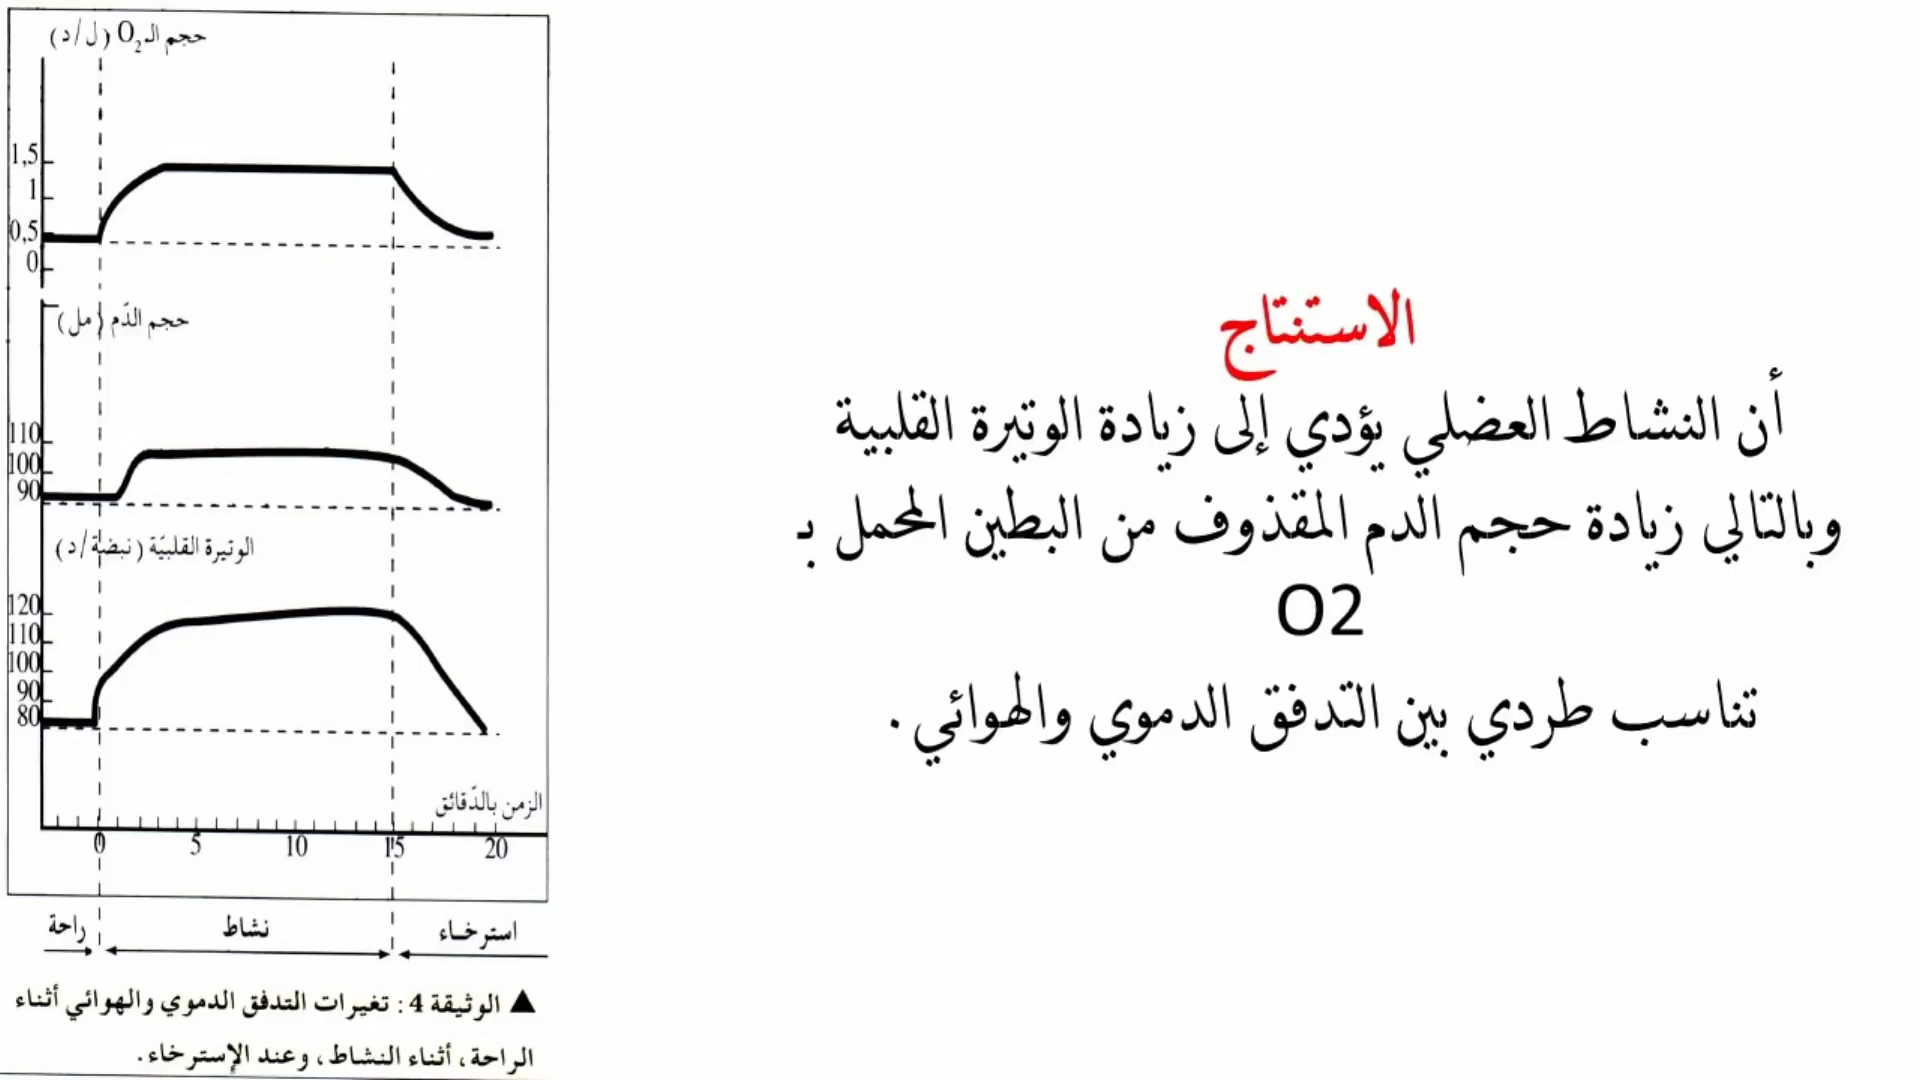 حجم الـO₂ (ل/د)
1,5
1
0,5
0
حجم الدّم (مل)
110
100
90
الوتيرة القلبيّة (نبضة/د)
120
110
100
90
80
الزمن بالدّقائق
0 5 10 15 20
راحة نشاط استرخاء
▲ الوثيقة 4: تغيرات التدفق الدموي والهوائي أثناء
الراحة، أثناء النشاط، وعند الإسترخاء.
الاستنتاج
أن النشاط العضلي يؤدي إلى زيادة الوتيرة القلبية
وبالتالي زيادة حجم الدم المقذوف من البطين المحمل بـ
O2
تناسب طردي بين التدفق الدموي والهوائي.